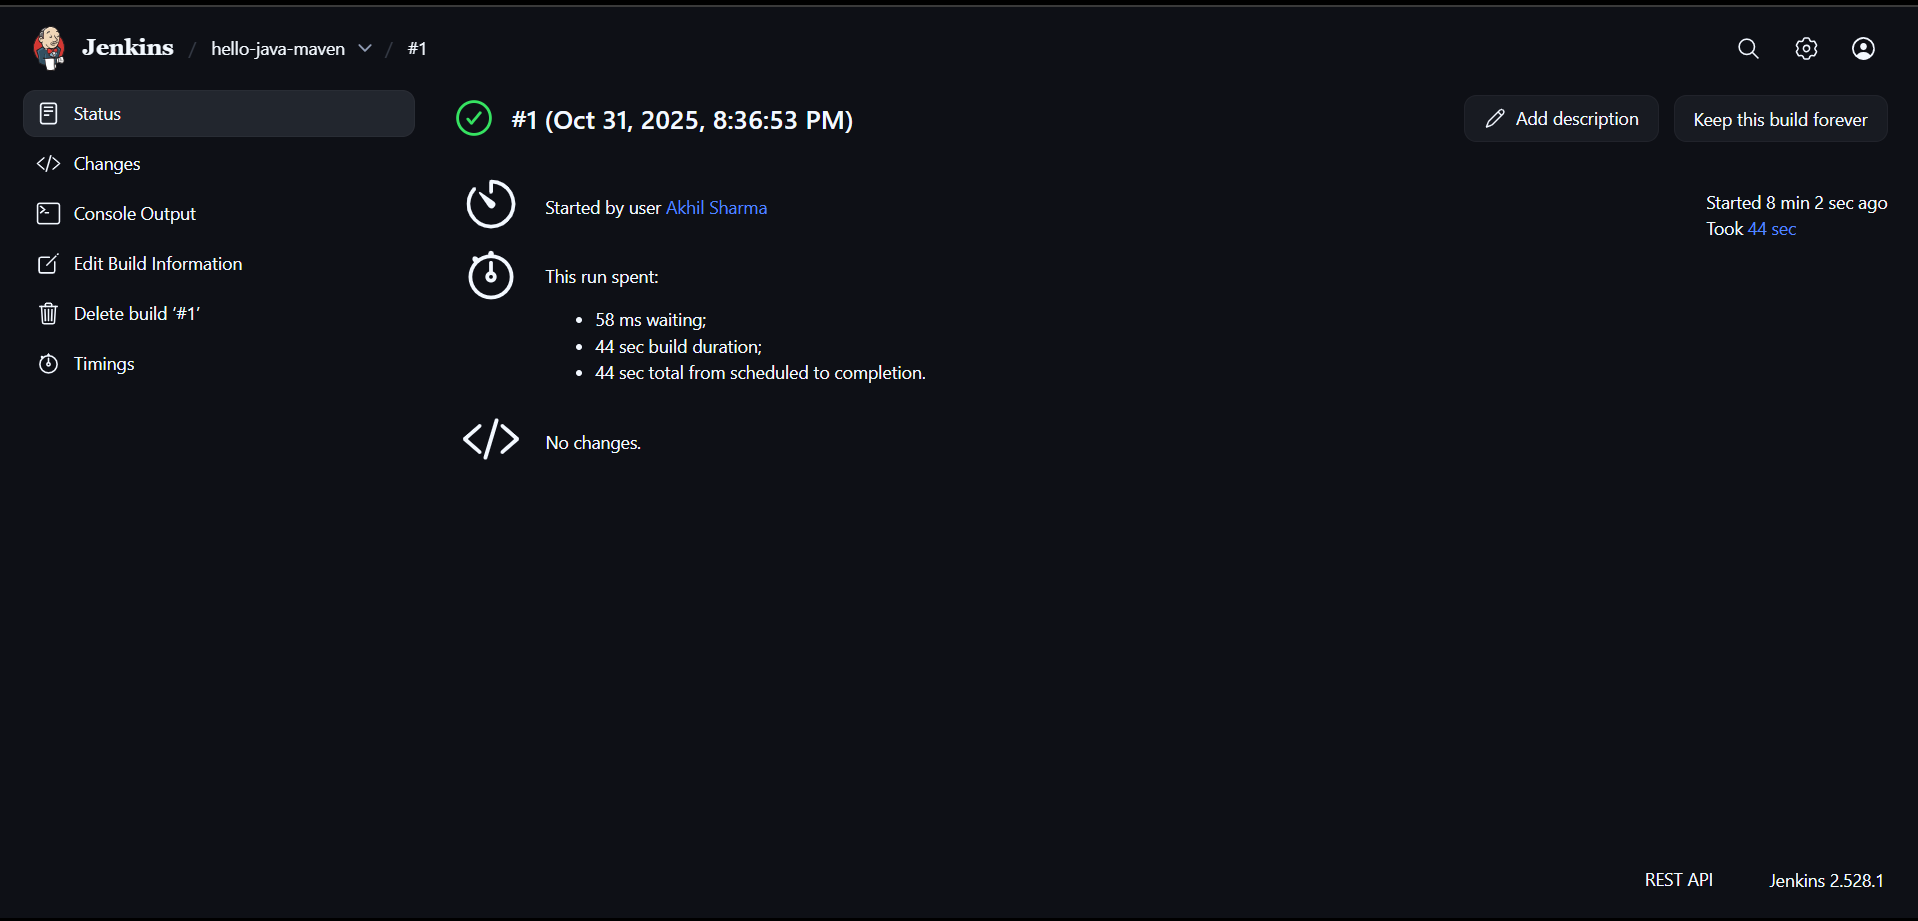 Jenkins / hello-java-maven / #1
Status
Changes
Console Output
Edit Build Information
Delete build ‘#1’
Timings
#1 (Oct 31, 2025, 8:36:53 PM)
Add description
Keep this build forever
Started by user Akhil Sharma
Started 8 min 2 sec ago
Took 44 sec
This run spent:
• 58 ms waiting;
• 44 sec build duration;
• 44 sec total from scheduled to completion.
No changes.
REST API
Jenkins 2.528.1